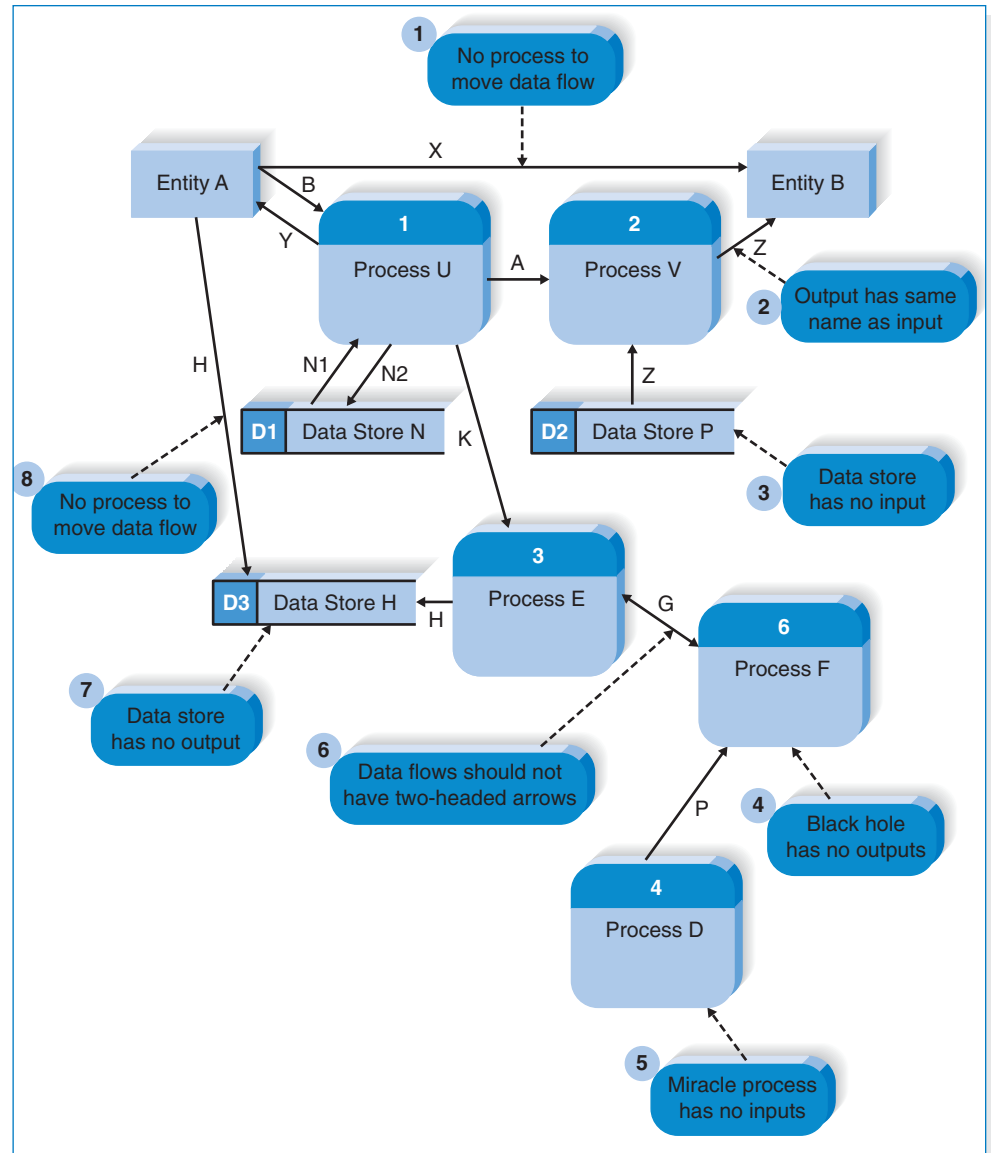 1
No process to
move data flow
X
Entity A
Entity B
B
Y
1
Process U
A
2
Process V
Z
2
Output has same
name as input
H
N1
N2
Z
D1 Data Store N
K
D2 Data Store P
3
Data store
has no input
8
No process to
move data flow
3
Process E
D3 Data Store H
H
G
6
Process F
7
Data store
has no output
6
Data flows should not
have two-headed arrows
P
4
Black hole
has no outputs
4
Process D
5
Miracle process
has no inputs